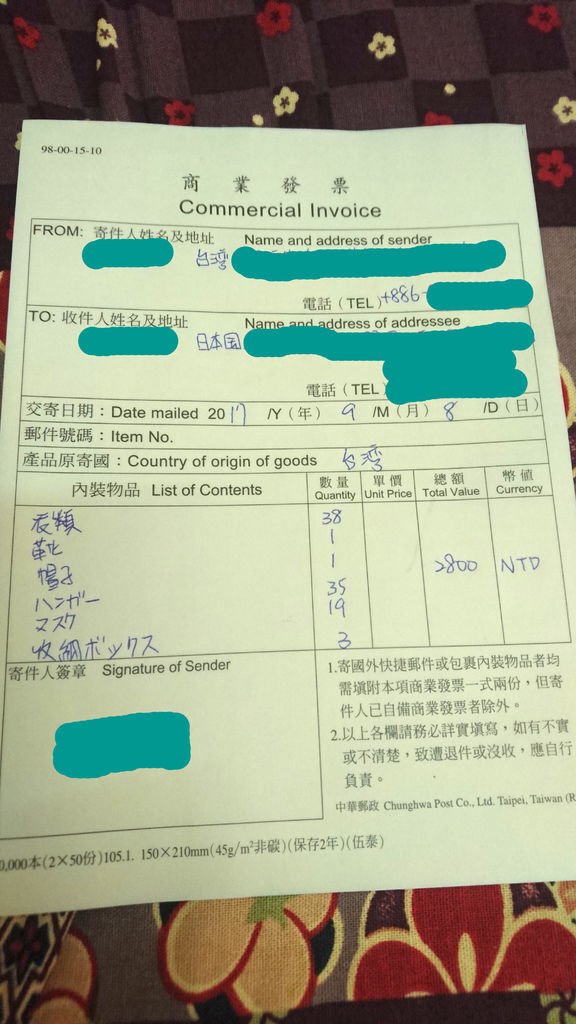 98-00-15-10
商業發票
Commercial Invoice
FROM: 寄件人姓名及地址 Name and address of sender
台湾
電話（TEL）+886-
TO: 收件人姓名及地址 Name and address of addressee
日本国
電話（TEL
交寄日期：Date mailed 2017 /Y（年） 9 /M（月） 8 /D（日）
郵件號碼：Item No.
產品原寄國：Country of origin of goods 台湾
內裝物品 List of Contents 數量 Quantity 單價 Unit Price 總額 Total Value 幣值 Currency
衣類 38
靴 1
帽子 1
ハンガー 35
マスク 19
収納ボックス 3
2800 NTD
寄件人簽章 Signature of Sender
1.寄國外快捷郵件或包裹內裝物品者均
需填附本項商業發票一式兩份，但寄
件人已自備商業發票者除外。
2.以上各欄請務必詳實填寫，如有不實
或不清楚，致遭退件或沒收，應自行
負責。
中華郵政 Chunghwa Post Co., Ltd. Taipei, Taiwan (R
0,000本(2×50份)105.1. 150×210mm(45g/m²非碳)(保存2年)(伍泰)